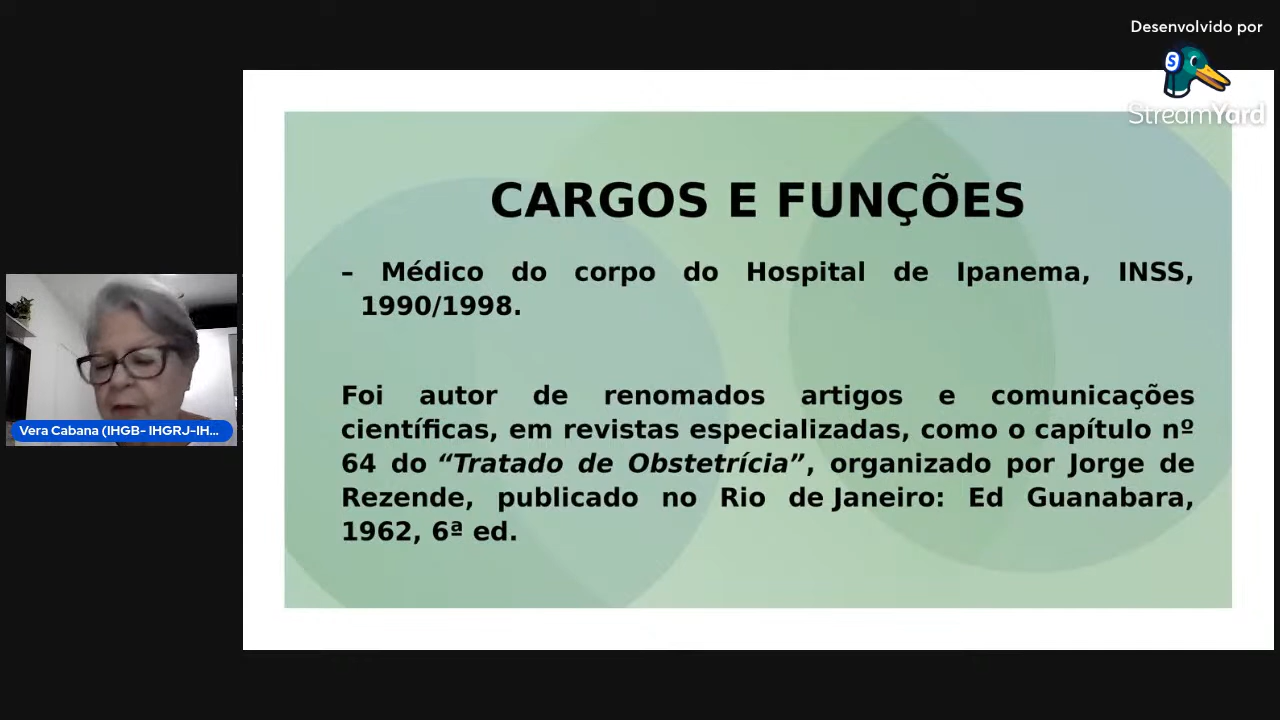 Desenvolvido por
StreamYard
CARGOS E FUNÇÕES
– Médico do corpo do Hospital de Ipanema, INSS,
1990/1998.
Foi autor de renomados artigos e comunicações
científicas, em revistas especializadas, como o capítulo nº
64 do “Tratado de Obstetrícia”, organizado por Jorge de
Rezende, publicado no Rio de Janeiro: Ed Guanabara,
1962, 6ª ed.
Vera Cabana (IHGB- IHGRJ-IH...